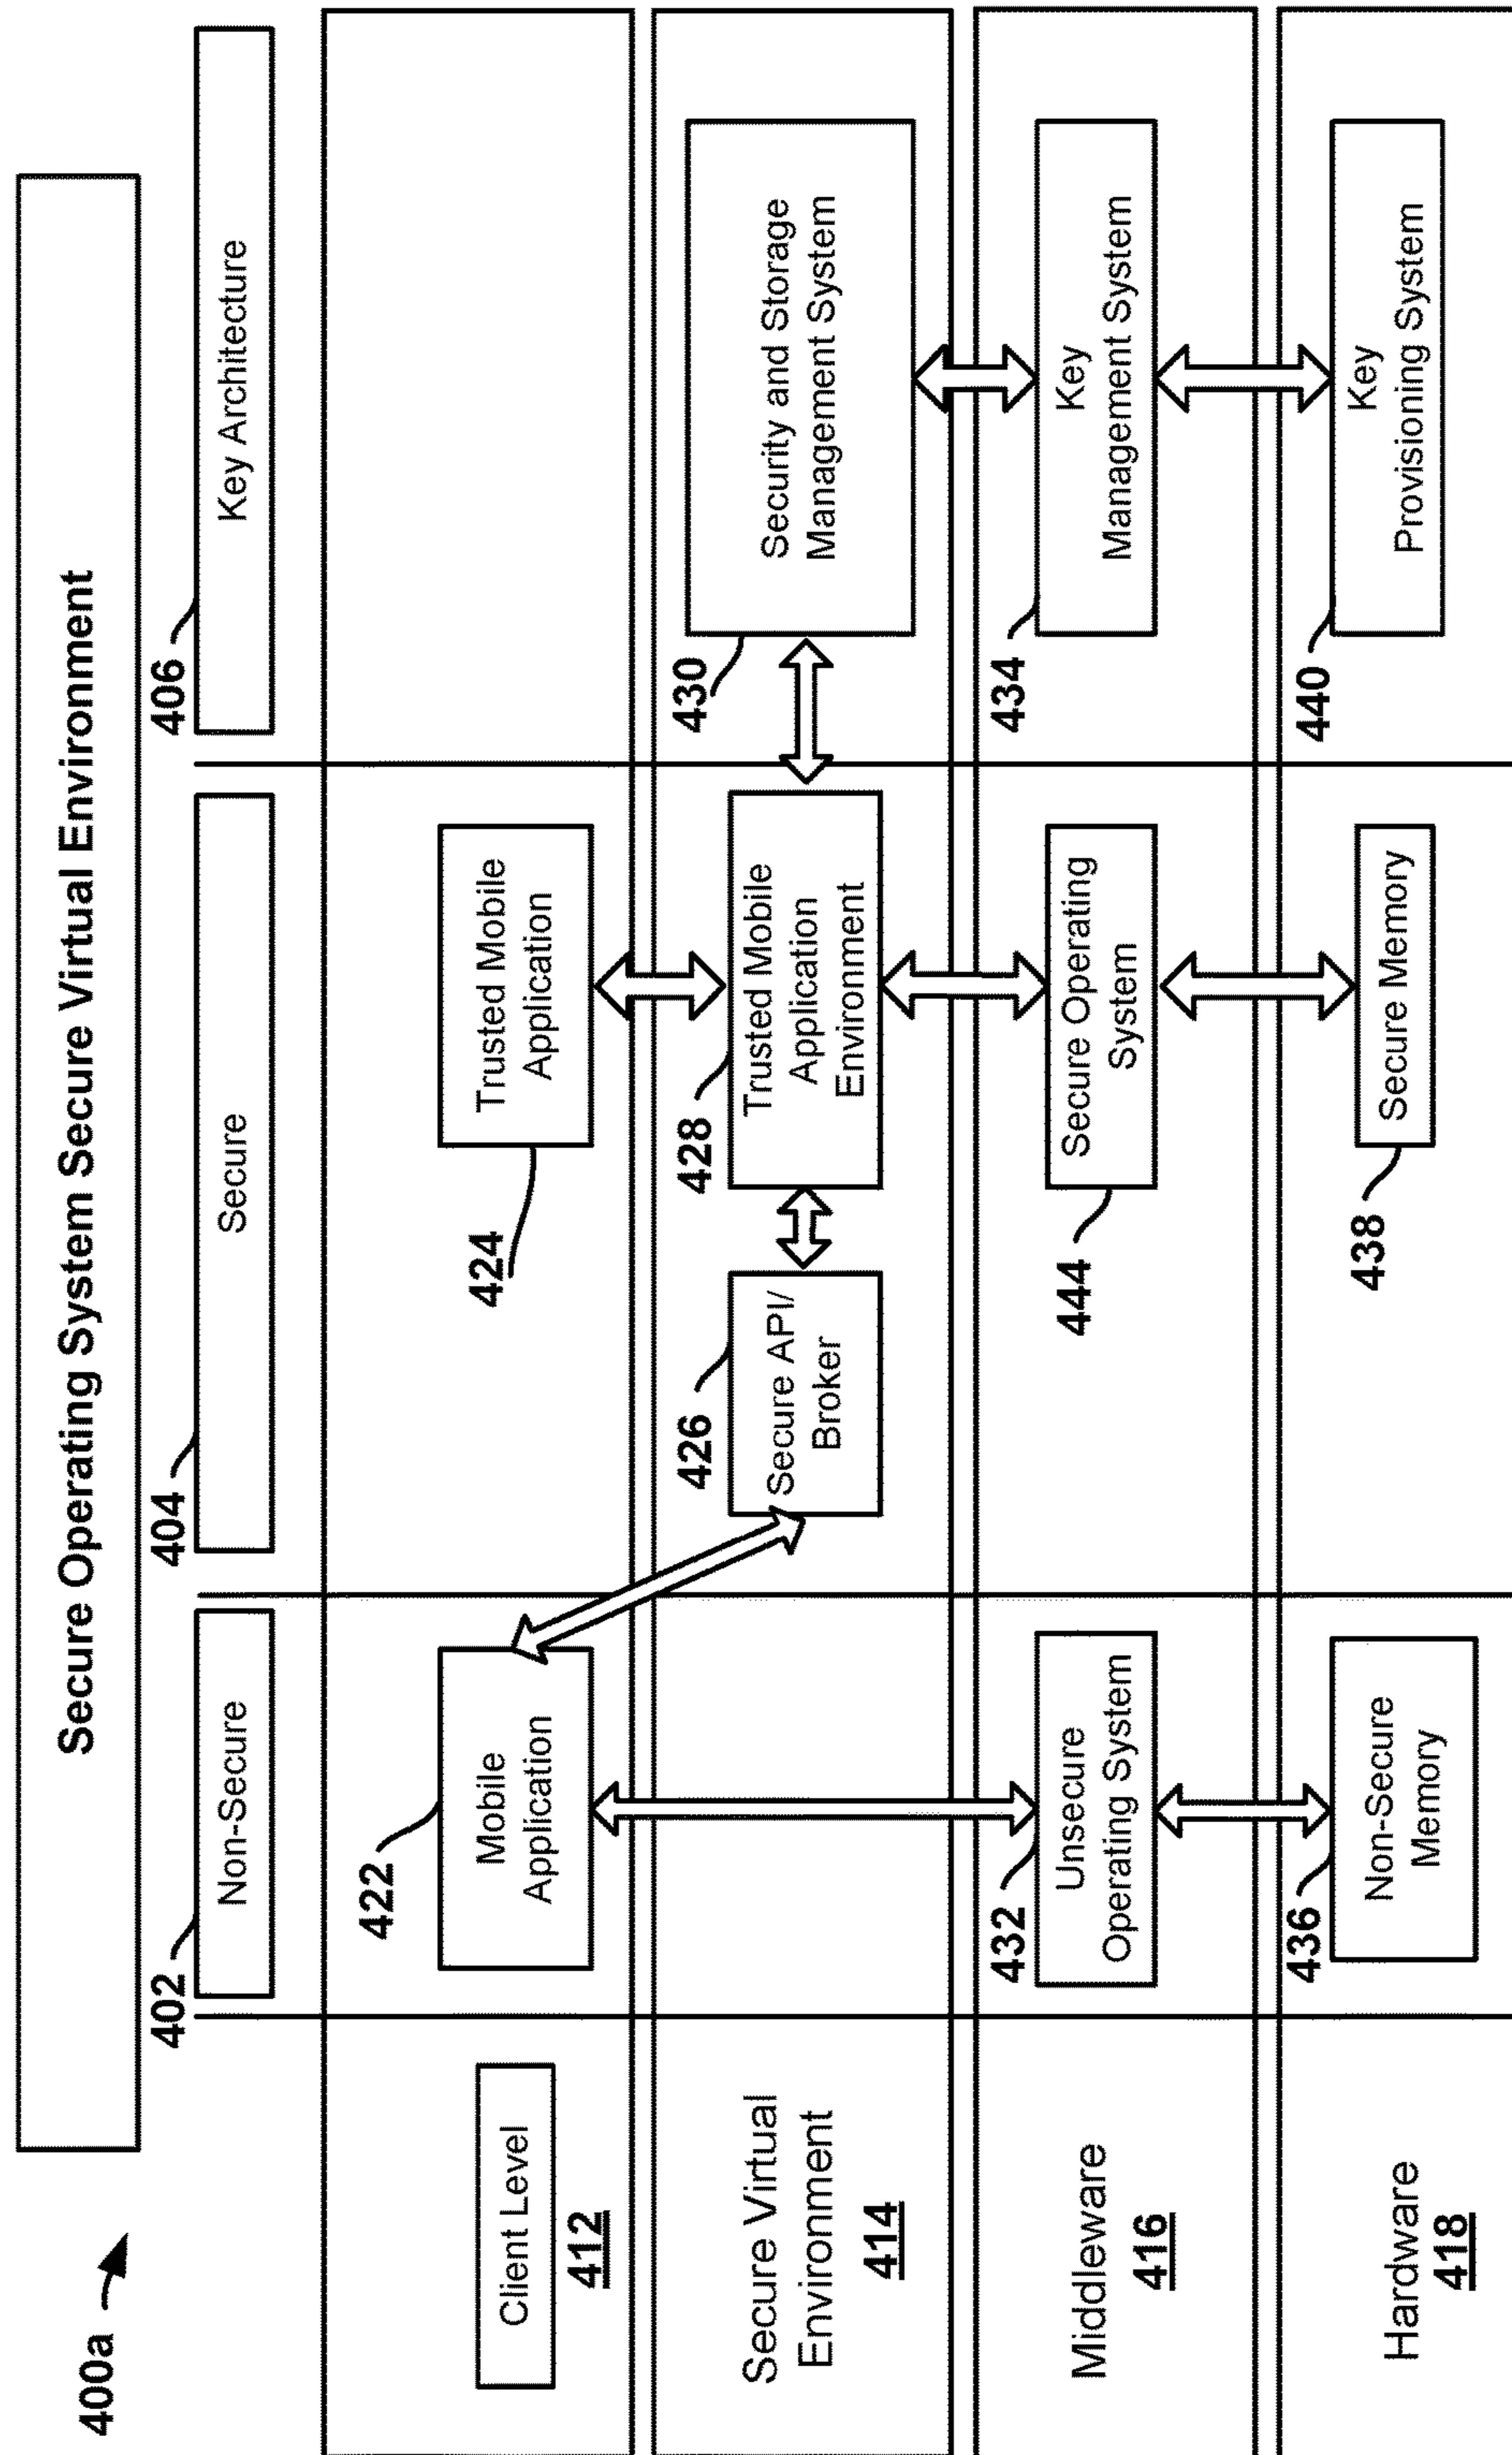 400a
Secure Operating System Secure Virtual Environment
402
Non-Secure
404
Secure
406
Key Architecture
Client Level
412
422
Mobile
Application
424
Trusted Mobile
Application
Secure Virtual
Environment
414
426
Secure API/
Broker
428
Trusted Mobile
Application
Environment
430
Security and Storage
Management System
Middleware
416
432
Unsecure
Operating System
444
Secure Operating
System
434
Key
Management System
Hardware
418
436
Non-Secure
Memory
438
Secure Memory
440
Key
Provisioning System